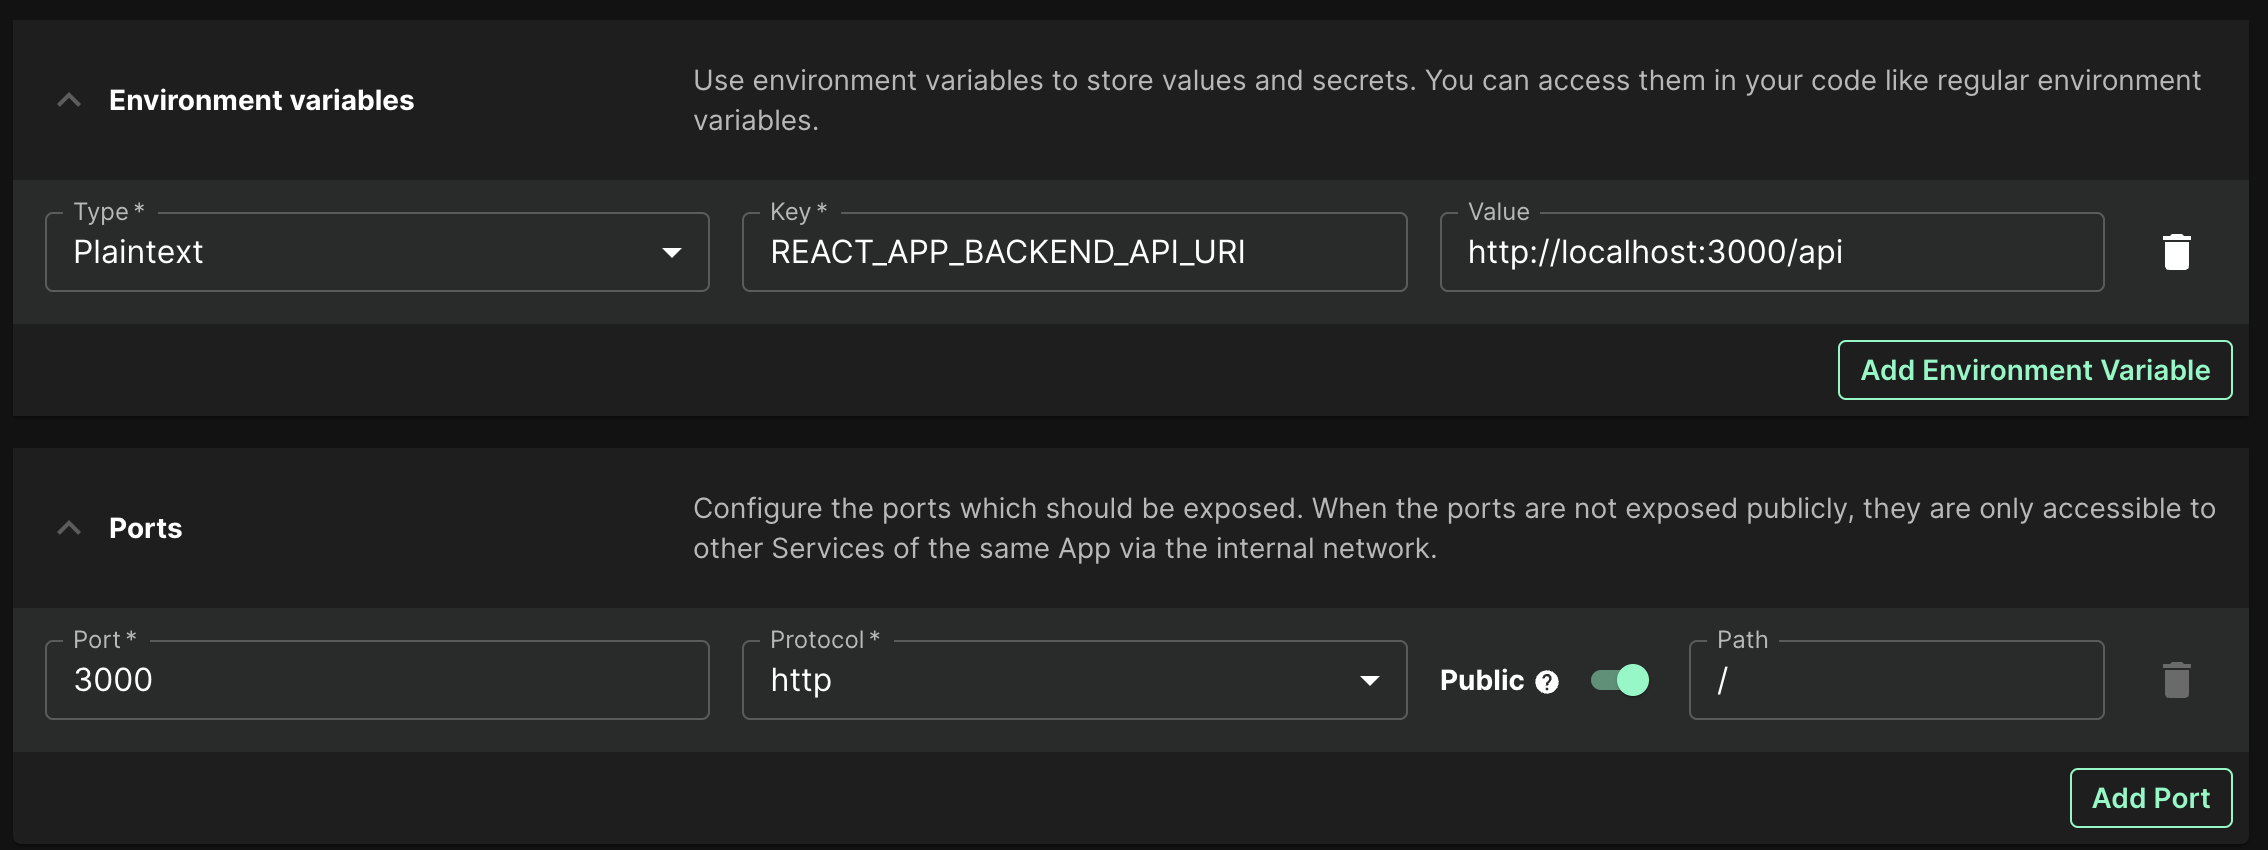 Environment variables
Use environment variables to store values and secrets. You can access them in your code like regular environment
variables.
Type *
Plaintext
Key *
REACT_APP_BACKEND_API_URI
Value
http://localhost:3000/api
Add Environment Variable
Ports
Configure the ports which should be exposed. When the ports are not exposed publicly, they are only accessible to
other Services of the same App via the internal network.
Port *
3000
Protocol *
http
Public ?
Path
/
Add Port